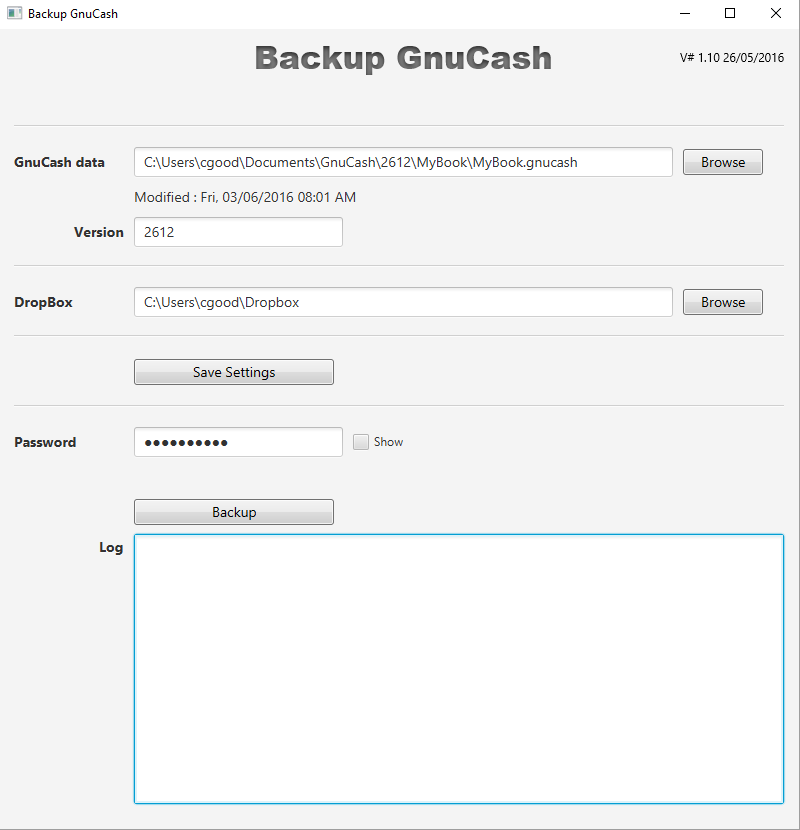 Backup GnuCash
Backup GnuCash
V# 1.10 26/05/2016
GnuCash data
C:\Users\cgood\Documents\GnuCash\2612\MyBook\MyBook.gnucash
Browse
Modified : Fri, 03/06/2016 08:01 AM
Version
2612
DropBox
C:\Users\cgood\Dropbox
Browse
Save Settings
Password
●●●●●●●●●●
Show
Backup
Log